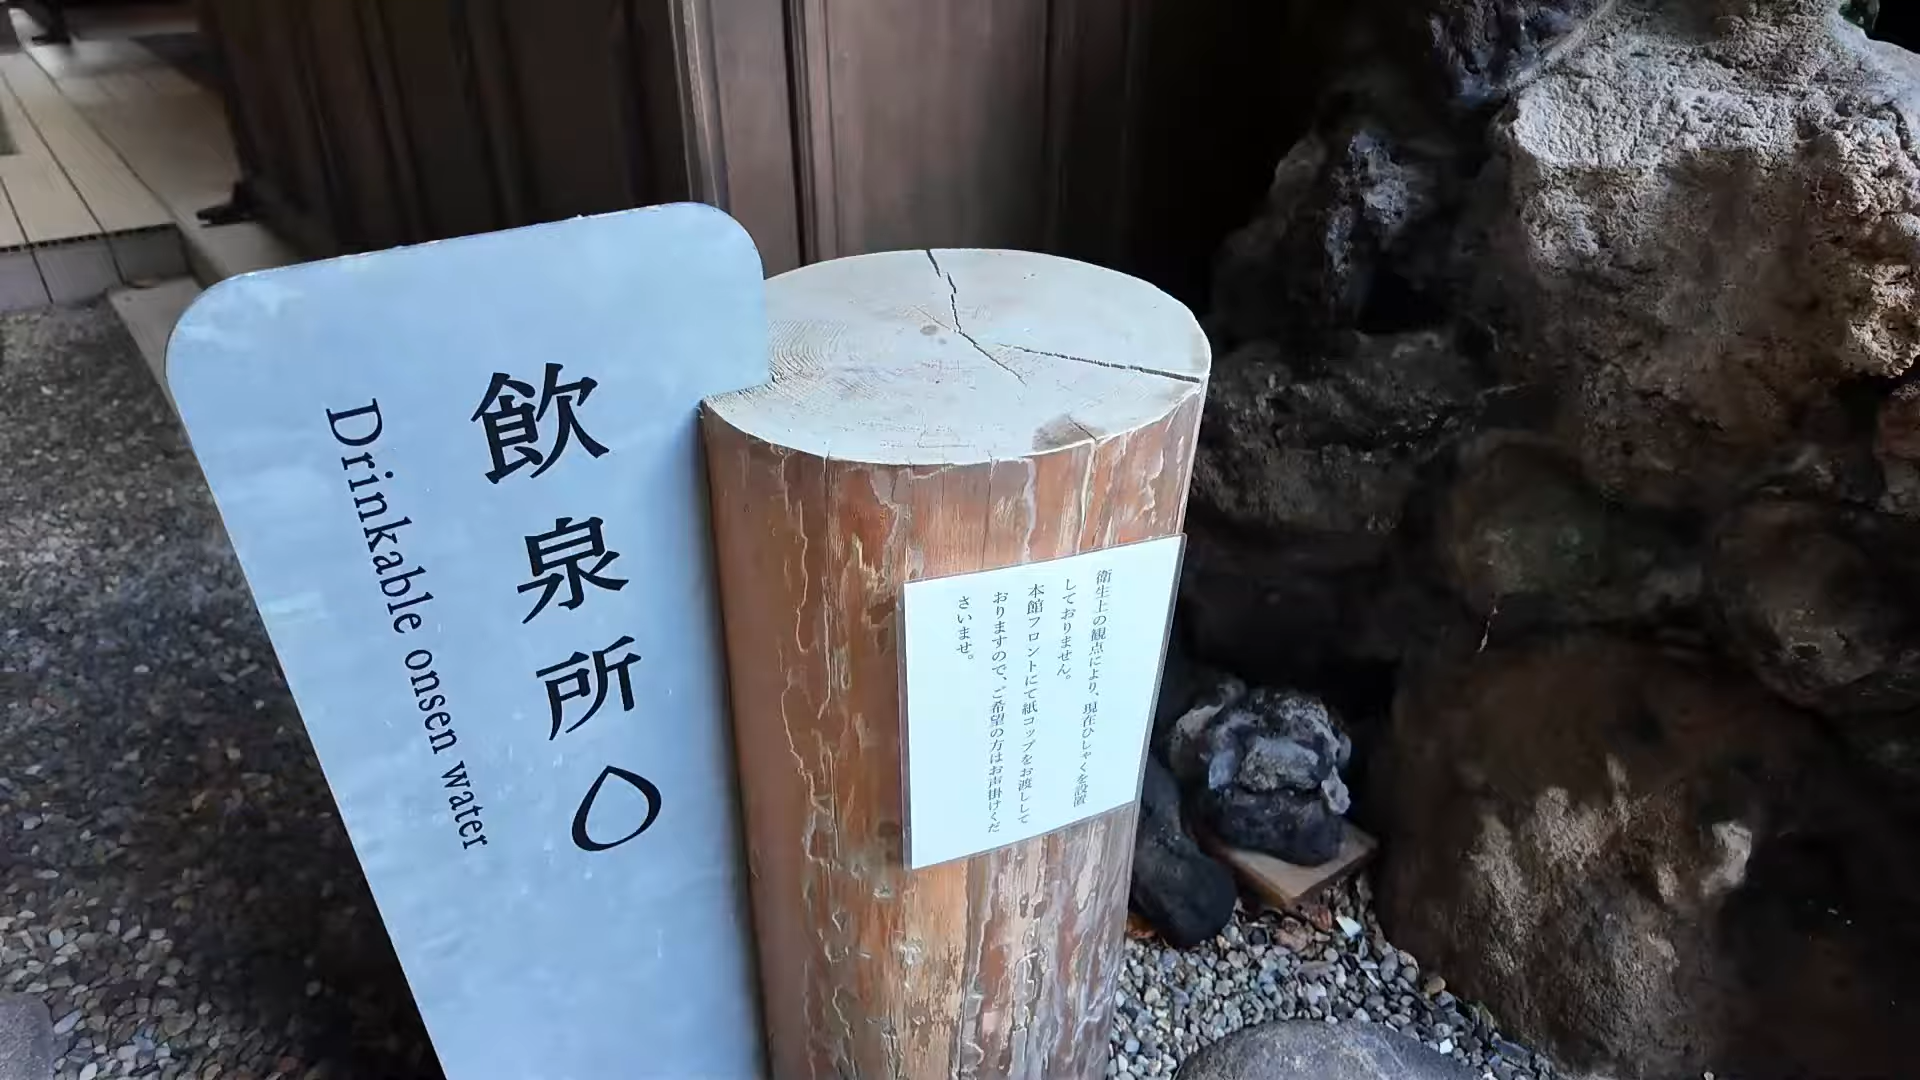 飲泉所
Drinkable onsen water
衛生上の観点により、現在ひしゃくを設置
しておりません。
本館フロントにて紙コップをお渡しして
おりますので、ご希望の方はお声掛けくだ
さいませ。